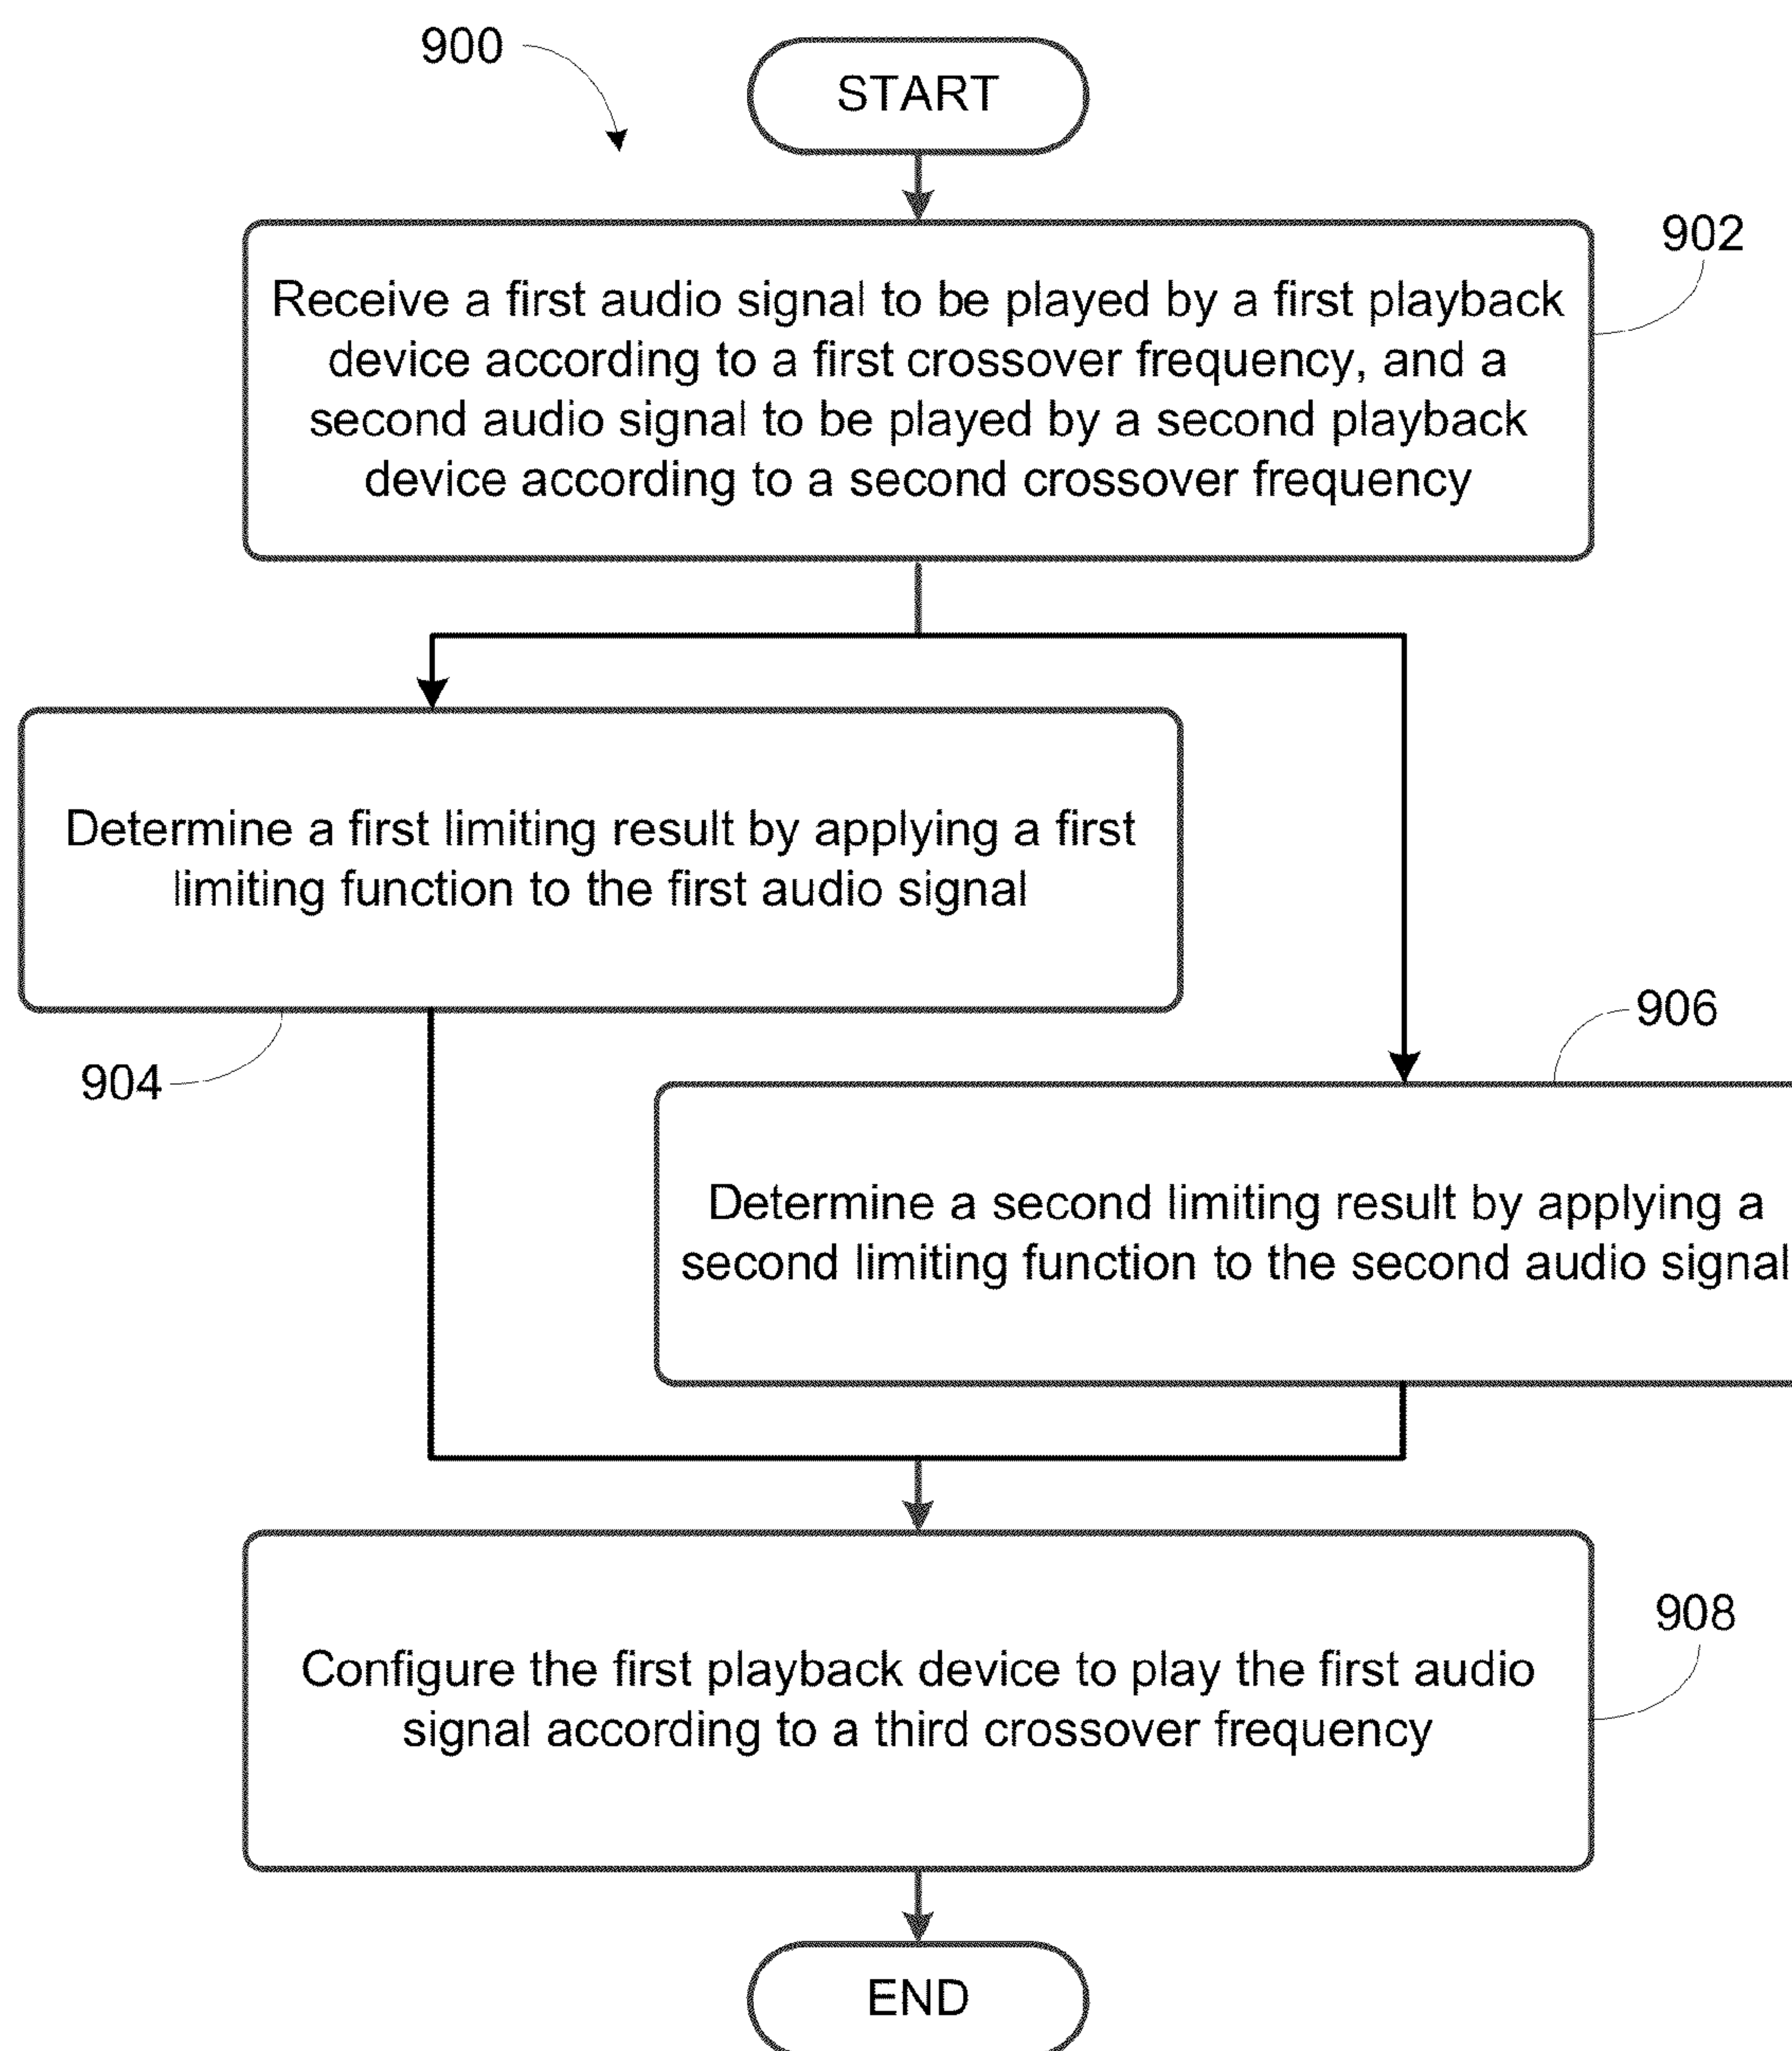 900
START
902
Receive a first audio signal to be played by a first playback
device according to a first crossover frequency, and a
second audio signal to be played by a second playback
device according to a second crossover frequency
Determine a first limiting result by applying a first
limiting function to the first audio signal
904
906
Determine a second limiting result by applying a
second limiting function to the second audio signal
908
Configure the first playback device to play the first audio
signal according to a third crossover frequency
END